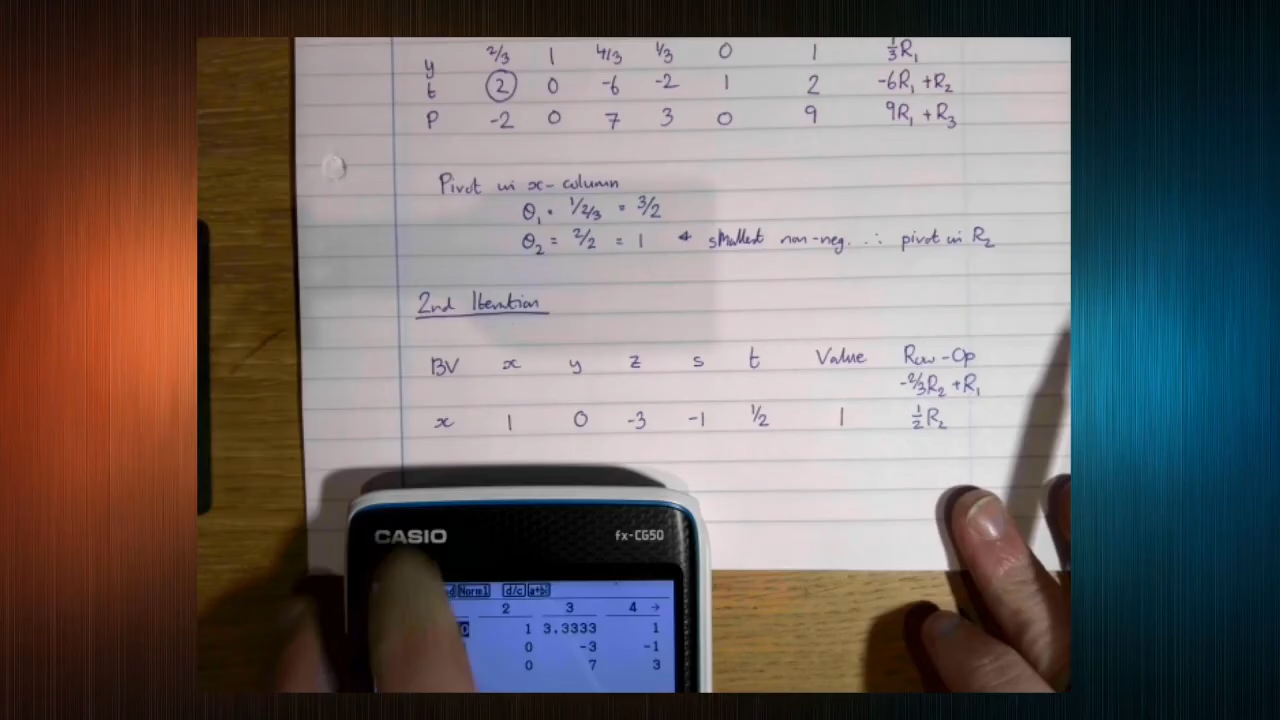 y 2/3 1 4/3 1/3 0 1 1/3R₁
t 2 0 -6 -2 1 2 -6R₁ +R₂
P -2 0 7 3 0 9 9R₁ + R₃
Pivot in x-column
θ₁ = 1/2/3 = 3/2
θ₂ = 2/2 = 1 ← smallest non-neg. ∴ pivot in R₂
2nd Iteration
BV x y z s t Value Row-Op
-2/3R₂ +R₁
x 1 0 -3 -1 1/2 1 1/2R₂
CASIO fx-CG50
Norm1 d/c a+bi
2 3 4 →
0 1 3.3333 1
0 -3 -1
0 7 3